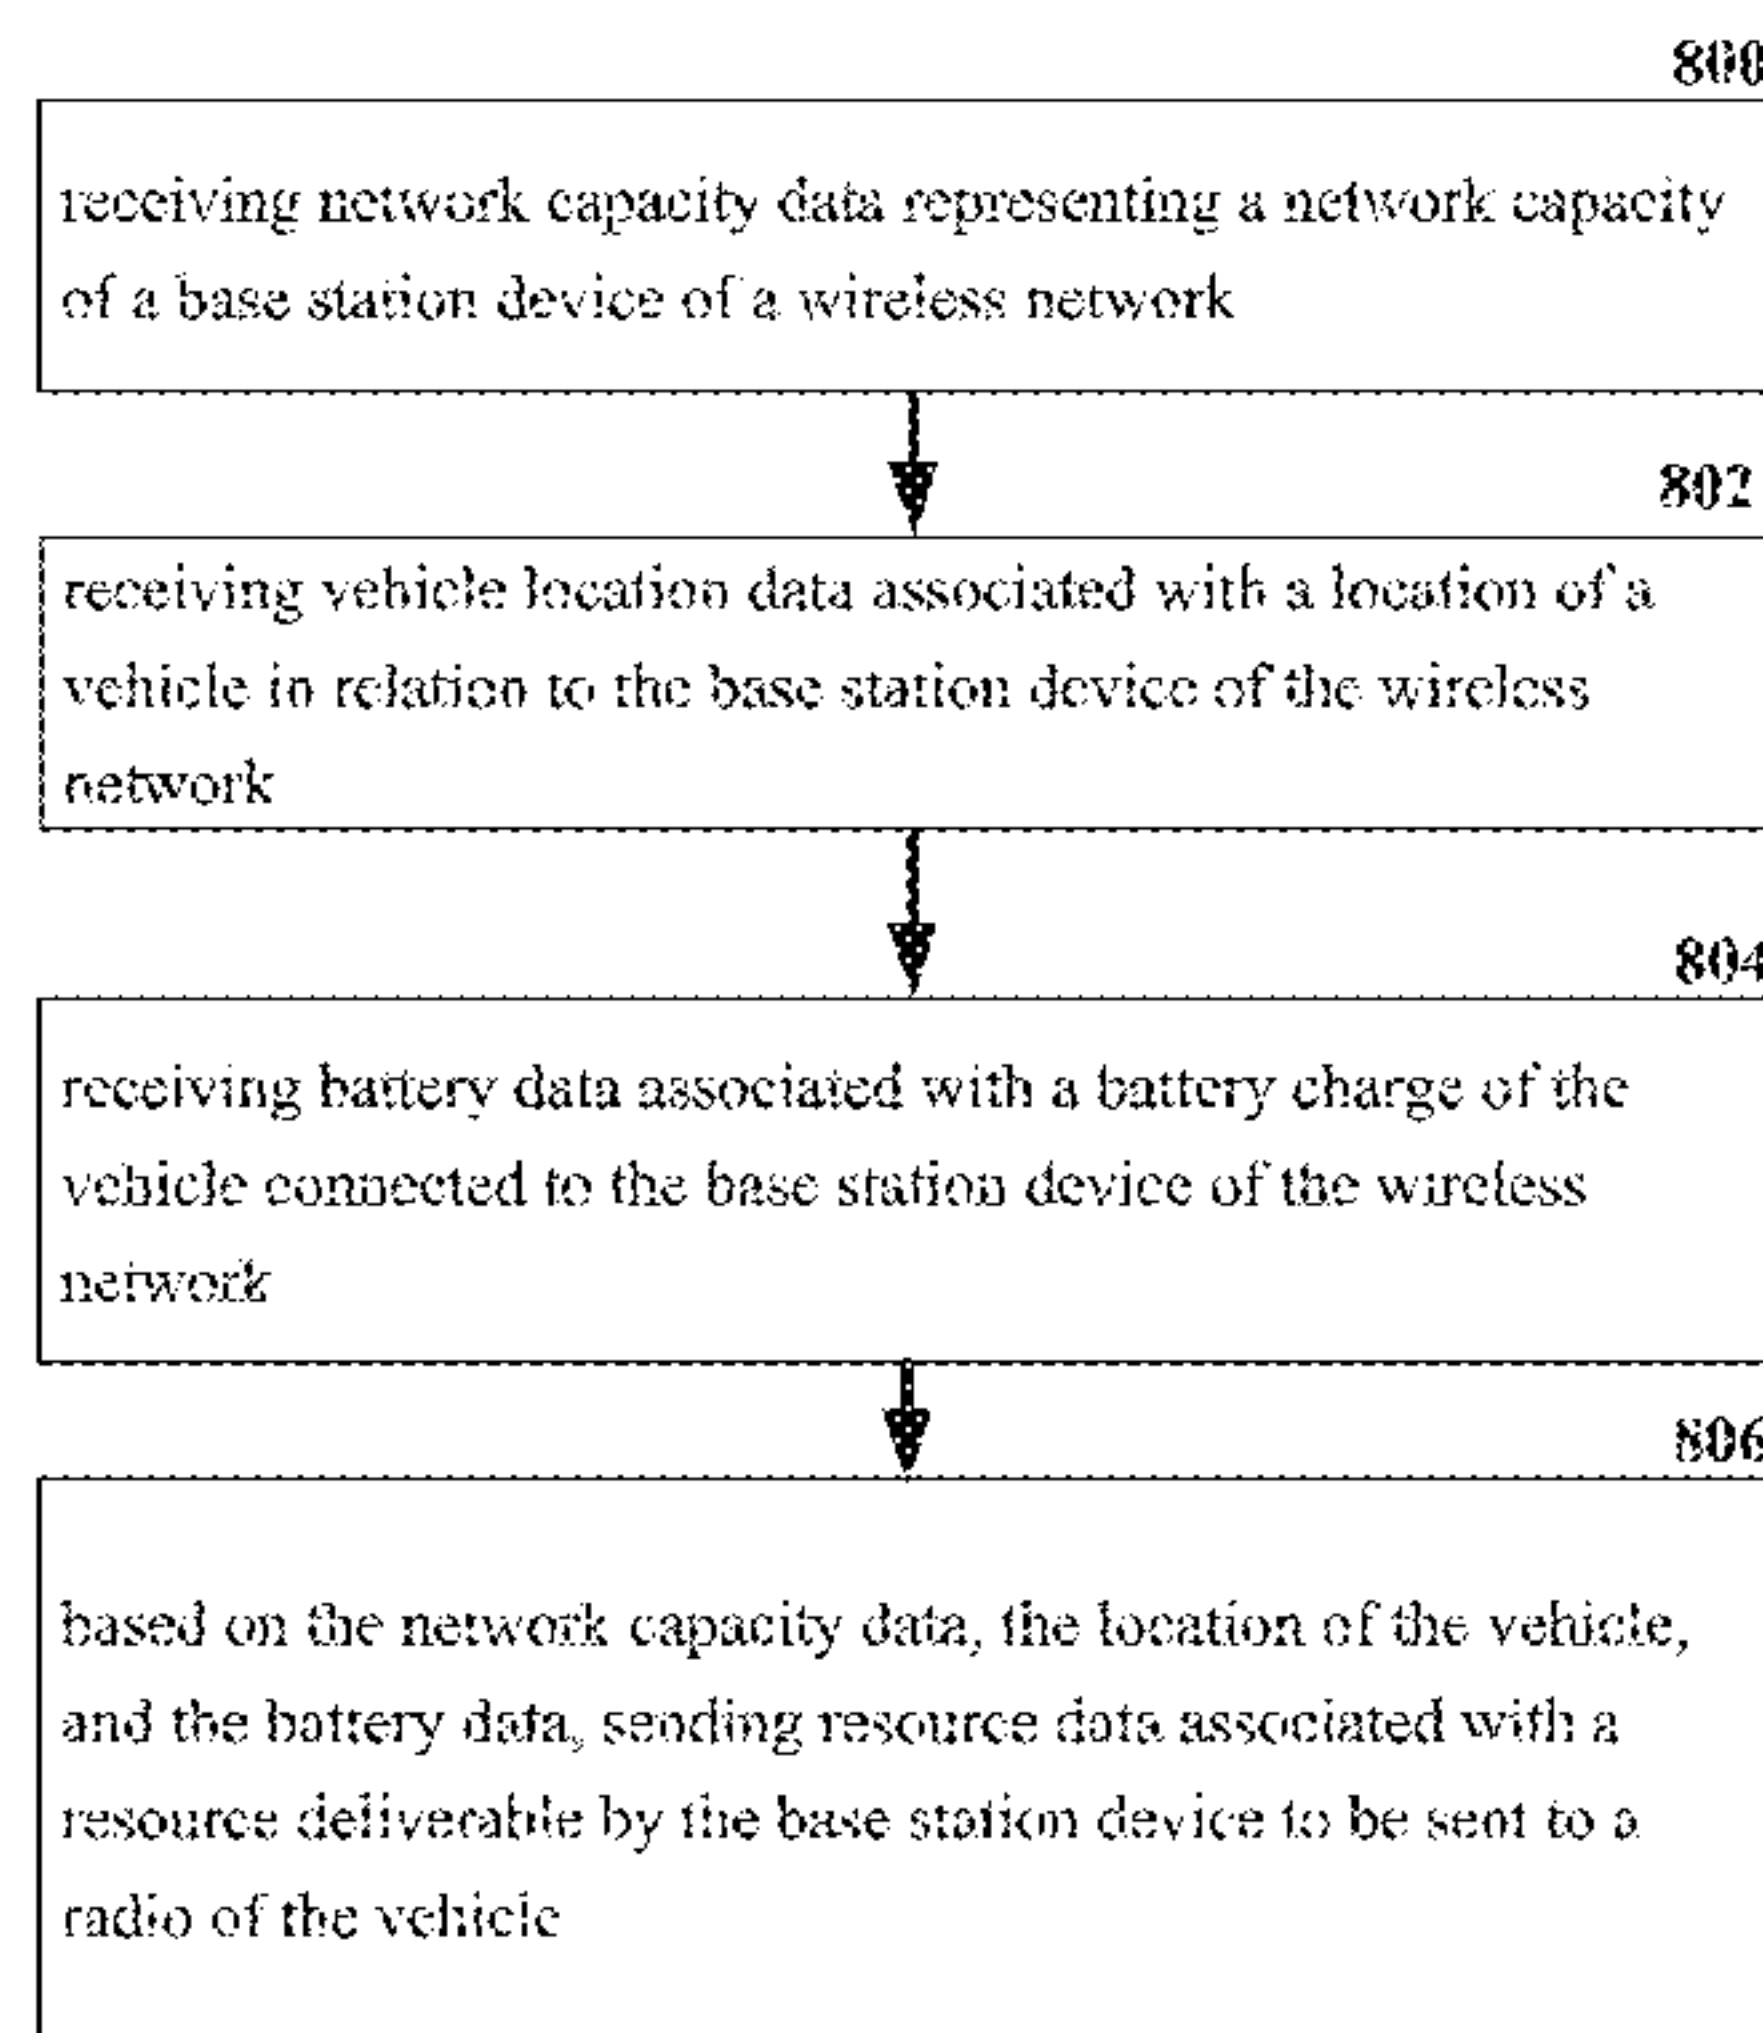 800
receiving network capacity data representing a network capacity
of a base station device of a wireless network
802
receiving vehicle location data associated with a location of a
vehicle in relation to the base station device of the wireless
network
804
receiving battery data associated with a battery charge of the
vehicle connected to the base station device of the wireless
network
806
based on the network capacity data, the location of the vehicle,
and the battery data, sending resource data associated with a
resource deliverable by the base station device to be sent to a
radio of the vehicle